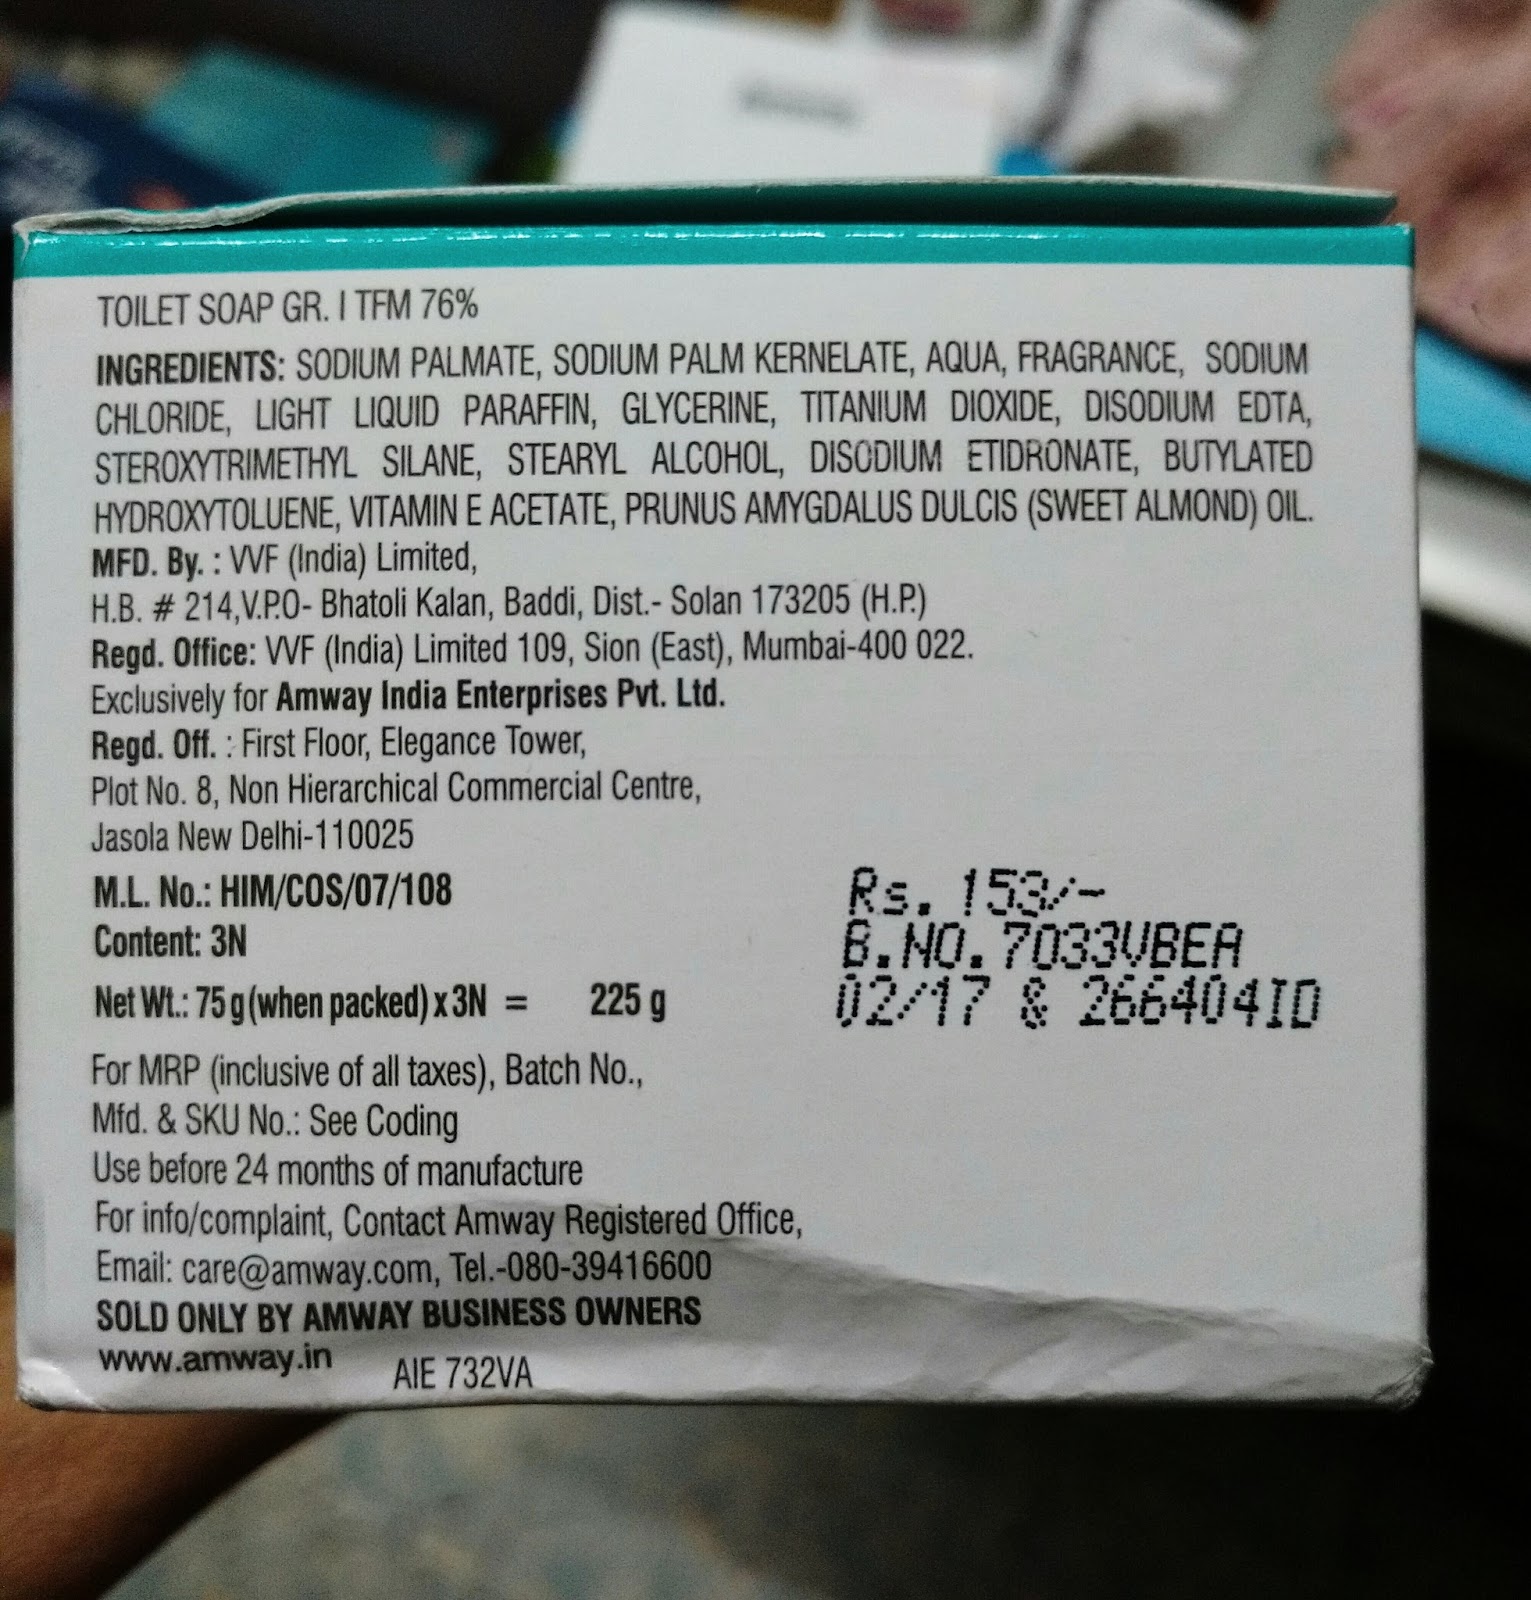 TOILET SOAP GR. I TFM 76%
INGREDIENTS: SODIUM PALMATE, SODIUM PALM KERNELATE, AQUA, FRAGRANCE, SODIUM
CHLORIDE, LIGHT LIQUID PARAFFIN, GLYCERINE, TITANIUM DIOXIDE, DISODIUM EDTA,
STEROXYTRIMETHYL SILANE, STEARYL ALCOHOL, DISODIUM ETIDRONATE, BUTYLATED
HYDROXYTOLUENE, VITAMIN E ACETATE, PRUNUS AMYGDALUS DULCIS (SWEET ALMOND) OIL.
MFD. By. : VVF (India) Limited,
H.B. # 214,V.P.O- Bhatoli Kalan, Baddi, Dist.- Solan 173205 (H.P.)
Regd. Office: VVF (India) Limited 109, Sion (East), Mumbai-400 022.
Exclusively for Amway India Enterprises Pvt. Ltd.
Regd. Off. : First Floor, Elegance Tower,
Plot No. 8, Non Hierarchical Commercial Centre,
Jasola New Delhi-110025
M.L. No.: HIM/COS/07/108
Content: 3N
Net Wt.: 75 g (when packed) x 3N = 225 g
Rs. 153/-
B.NO. 7033VBEA
02/17 & 266404ID
For MRP (inclusive of all taxes), Batch No.,
Mfd. & SKU No.: See Coding
Use before 24 months of manufacture
For info/complaint, Contact Amway Registered Office,
Email: care@amway.com, Tel.-080-39416600
SOLD ONLY BY AMWAY BUSINESS OWNERS
www.amway.in AIE 732VA